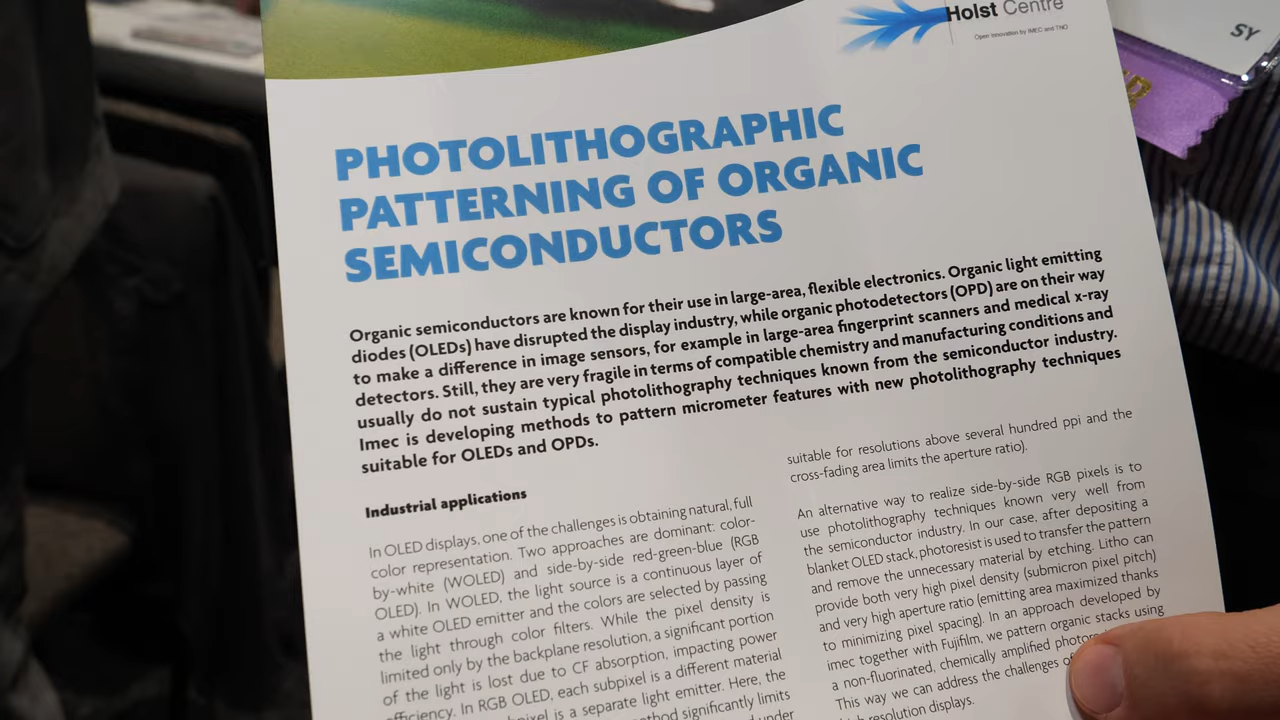 Holst Centre
Open Innovation by IMEC and TNO
SY
PHOTOLITHOGRAPHIC
PATTERNING OF ORGANIC
SEMICONDUCTORS
Organic semiconductors are known for their use in large-area, flexible electronics. Organic light emitting
diodes (OLEDs) have disrupted the display industry, while organic photodetectors (OPD) are on their way
to make a difference in image sensors, for example in large-area fingerprint scanners and medical x-ray
detectors. Still, they are very fragile in terms of compatible chemistry and manufacturing conditions and
usually do not sustain typical photolithography techniques known from the semiconductor industry.
Imec is developing methods to pattern micrometer features with new photolithography techniques
suitable for OLEDs and OPDs.
Industrial applications
In OLED displays, one of the challenges is obtaining natural, full
color representation. Two approaches are dominant: color-
by-white (WOLED) and side-by-side red-green-blue (RGB
OLED). In WOLED, the light source is a continuous layer of
a white OLED emitter and the colors are selected by passing
the light through color filters. While the pixel density is
limited only by the backplane resolution, a significant portion
of the light is lost due to CF absorption, impacting power
efficiency. In RGB OLED, each subpixel is a different material
is a separate light emitter. Here, the
significantly limits
under
suitable for resolutions above several hundred ppi and the
cross-fading area limits the aperture ratio).
An alternative way to realize side-by-side RGB pixels is to
use photolithography techniques known very well from
the semiconductor industry. In our case, after depositing a
blanket OLED stack, photoresist is used to transfer the pattern
and remove the unnecessary material by etching. Litho can
provide both very high pixel density (submicron pixel pitch)
and very high aperture ratio (emitting area maximized thanks
to minimizing pixel spacing). In an approach developed by
imec together with Fujifilm, we pattern organic stacks using
a non-fluorinated, chemically amplified
This way we can address the challenges of
resolution displays.